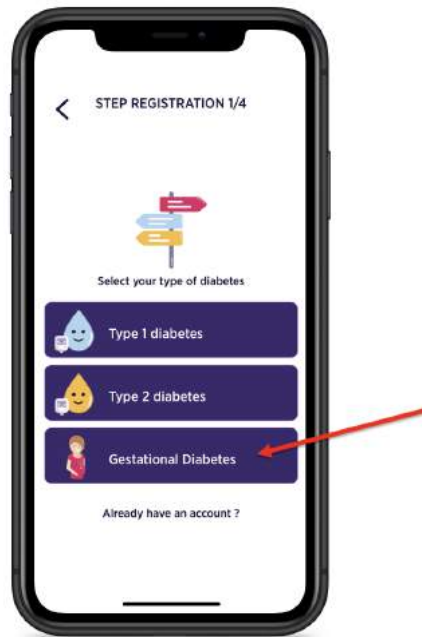 STEP REGISTRATION 1/4
Select your type of diabetes
Type 1 diabetes
Type 2 diabetes
Gestational Diabetes
Already have an account ?